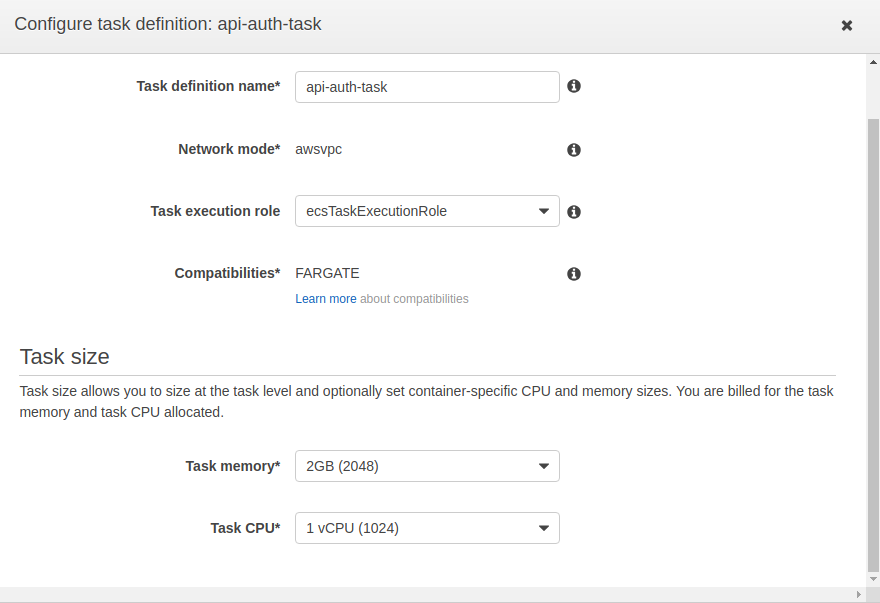 Configure task definition: api-auth-task
Task definition name* api-auth-task
Network mode* awsvpc
Task execution role ecsTaskExecutionRole
Compatibilities* FARGATE
Learn more about compatibilities
Task size
Task size allows you to size at the task level and optionally set container-specific CPU and memory sizes. You are billed for the task
memory and task CPU allocated.
Task memory* 2GB (2048)
Task CPU* 1 vCPU (1024)